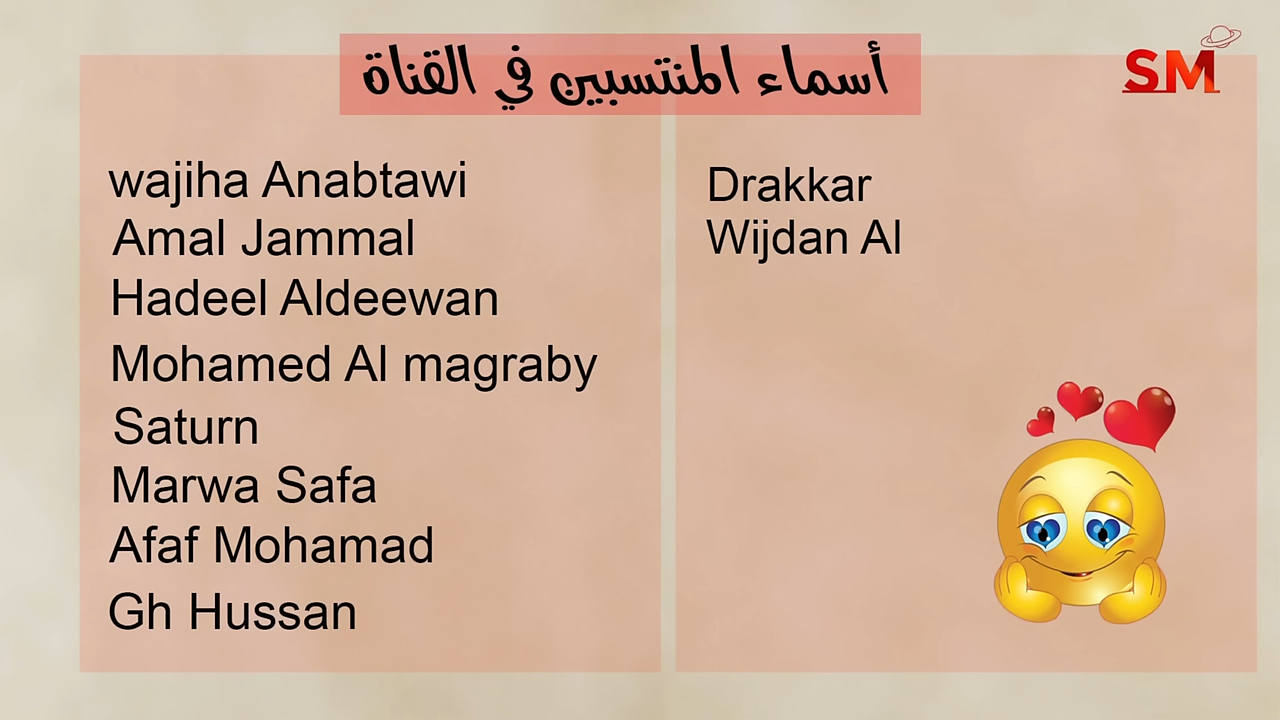 أسماء المنتسبين في القناة
SM
wajiha Anabtawi
Amal Jammal
Hadeel Aldeewan
Mohamed Al magraby
Saturn
Marwa Safa
Afaf Mohamad
Gh Hussan
Drakkar
Wijdan Al